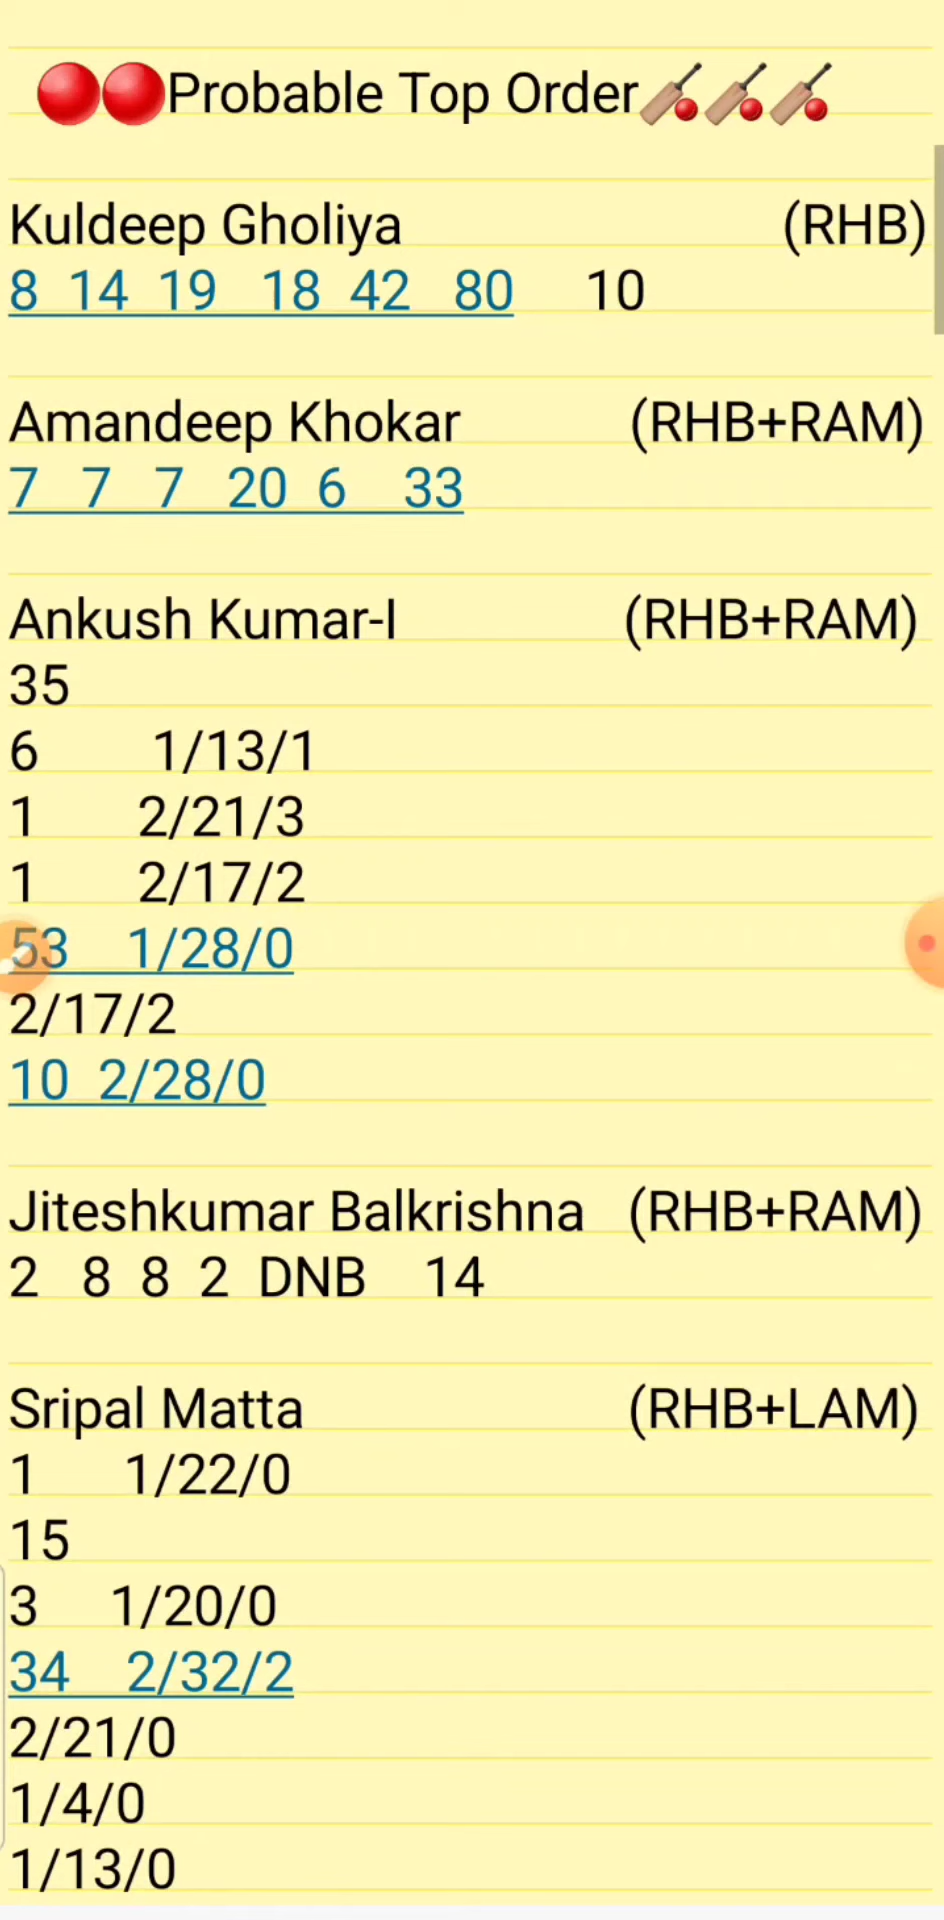 Probable Top Order
Kuldeep Gholiya (RHB)
8 14 19 18 42 80 10
Amandeep Khokar (RHB+RAM)
7 7 7 20 6 33
Ankush Kumar-I (RHB+RAM)
35
6 1/13/1
1 2/21/3
1 2/17/2
53 1/28/0
2/17/2
10 2/28/0
Jiteshkumar Balkrishna (RHB+RAM)
2 8 8 2 DNB 14
Sripal Matta (RHB+LAM)
1 1/22/0
15
3 1/20/0
34 2/32/2
2/21/0
1/4/0
1/13/0